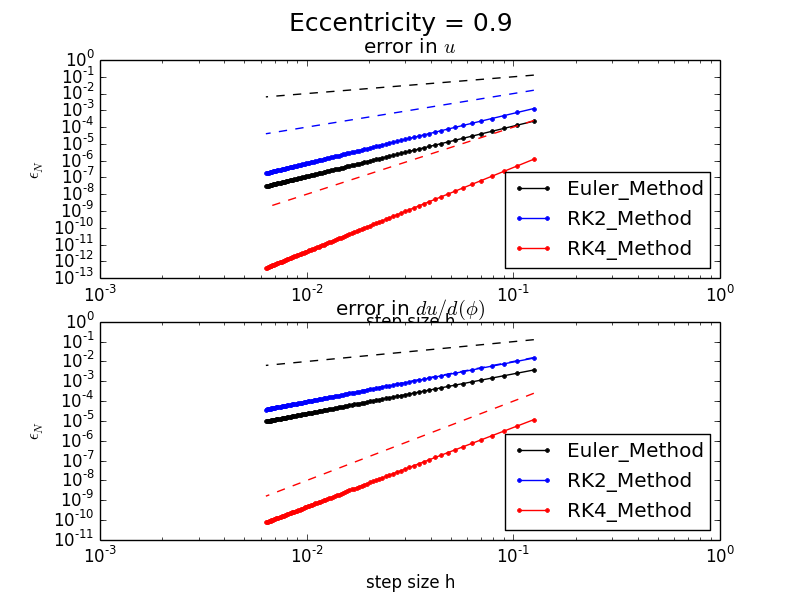 Eccentricity = 0.9
error in u
10^0
10^-1
10^-2
10^-3
10^-4
10^-5
10^-6
10^-7
10^-8
10^-9
10^-10
10^-11
10^-12
10^-13
ϵ_N
Euler_Method
RK2_Method
RK4_Method
10^-3 10^-2 10^-1 10^0
step size h
error in du/d(ϕ)
10^0
10^-1
10^-2
10^-3
10^-4
10^-5
10^-6
10^-7
10^-8
10^-9
10^-10
10^-11
ϵ_N
Euler_Method
RK2_Method
RK4_Method
10^-3 10^-2 10^-1 10^0
step size h